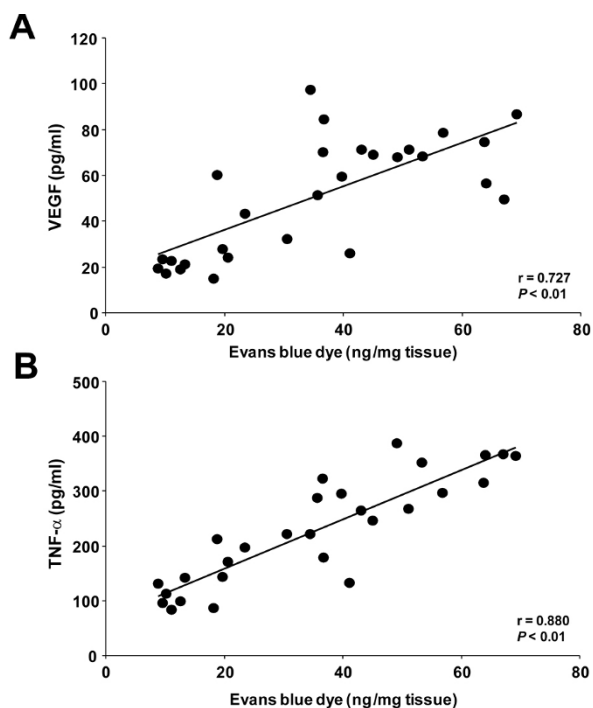 A
120
100
80
60
40
20
0
VEGF (pg/ml)
r = 0.727
P < 0.01
0 20 40 60 80
Evans blue dye (ng/mg tissue)
B
500
400
300
200
100
0
TNF-α (pg/ml)
r = 0.880
P < 0.01
0 20 40 60 80
Evans blue dye (ng/mg tissue)